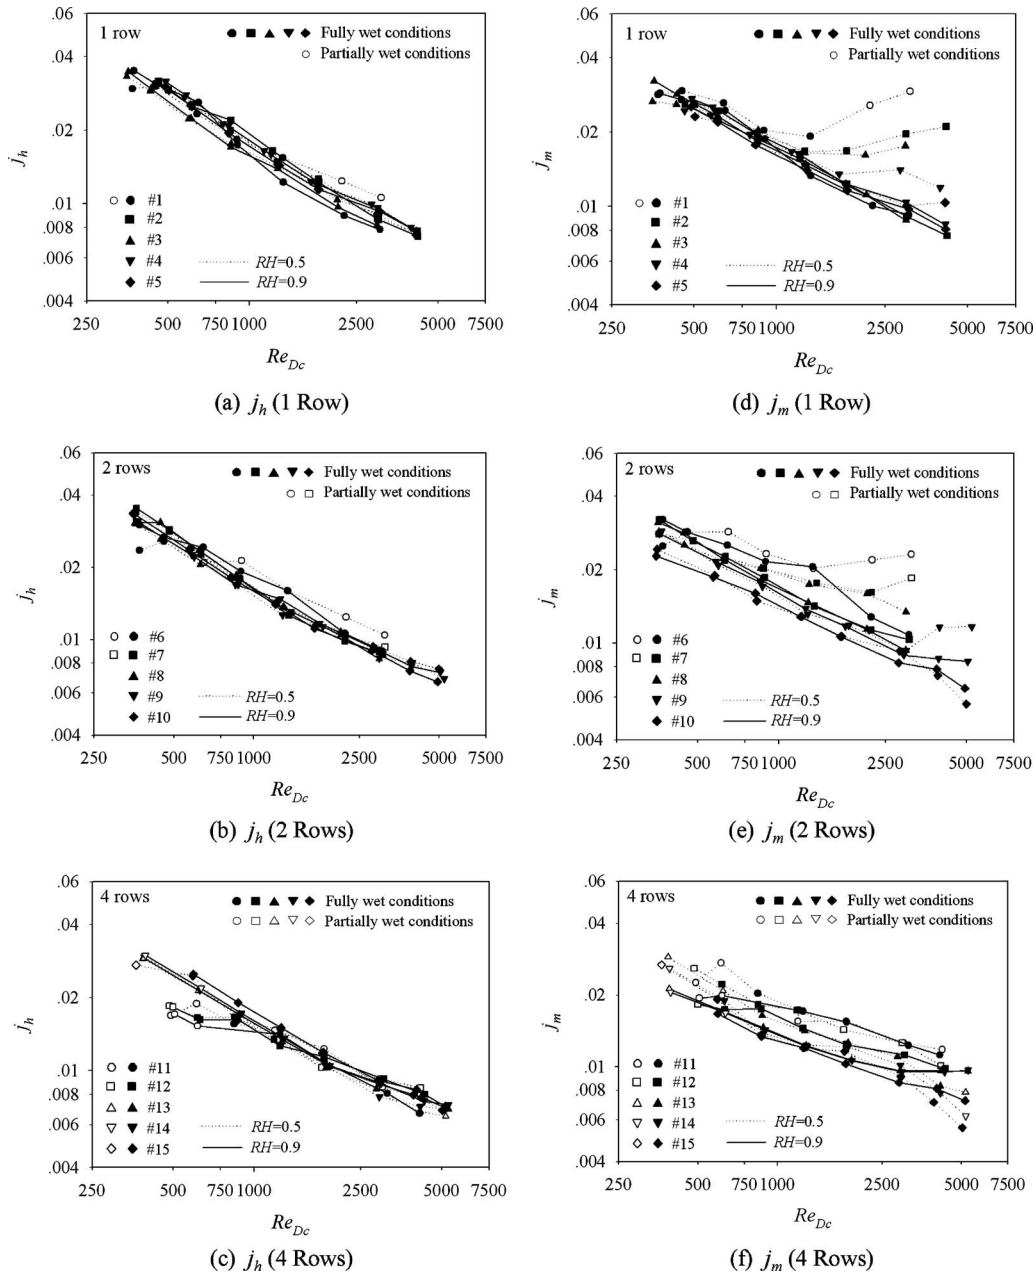 .06
1 row
Fully wet conditions
Partially wet conditions
.04
.02
j_h
.01
.008
.006
.004
#1
#2
#3
#4
#5
RH=0.5
RH=0.9
250 500 750 1000 2500 5000 7500
Re_Dc
(a) j_h (1 Row)
.06
1 row
Fully wet conditions
Partially wet conditions
.04
.02
j_m
.01
.008
.006
.004
#1
#2
#3
#4
#5
RH=0.5
RH=0.9
250 500 750 1000 2500 5000 7500
Re_Dc
(d) j_m (1 Row)
.06
2 rows
Fully wet conditions
Partially wet conditions
.04
.02
j_h
.01
.008
.006
.004
#6
#7
#8
#9
#10
RH=0.5
RH=0.9
250 500 750 1000 2500 5000 7500
Re_Dc
(b) j_h (2 Rows)
.06
2 rows
Fully wet conditions
Partially wet conditions
.04
.02
j_m
.01
.008
.006
.004
#6
#7
#8
#9
#10
RH=0.5
RH=0.9
250 500 750 1000 2500 5000 7500
Re_Dc
(e) j_m (2 Rows)
.06
4 rows
Fully wet conditions
Partially wet conditions
.04
.02
j_h
.01
.008
.006
.004
#11
#12
#13
#14
#15
RH=0.5
RH=0.9
250 500 750 1000 2500 5000 7500
Re_Dc
(c) j_h (4 Rows)
.06
4 rows
Fully wet conditions
Partially wet conditions
.04
.02
j_m
.01
.008
.006
.004
#11
#12
#13
#14
#15
RH=0.5
RH=0.9
250 500 750 1000 2500 5000 7500
Re_Dc
(f) j_m (4 Rows)